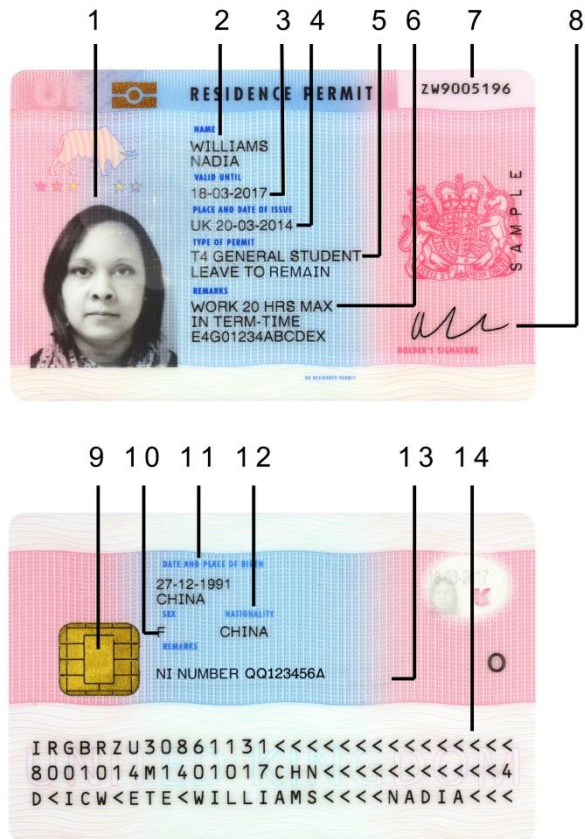 1 2 3 4 5 6 7 8
RESIDENCE PERMIT ZW9005196
NAME
WILLIAMS
NADIA
VALID UNTIL
18-03-2017
PLACE AND DATE OF ISSUE
UK 20-03-2014
TYPE OF PERMIT
T4 GENERAL STUDENT
LEAVE TO REMAIN
REMARKS
WORK 20 HRS MAX
IN TERM-TIME
E4G01234ABCDEX
SAMPLE
HOLDER'S SIGNATURE
9 10 11 12 13 14
DATE AND PLACE OF BIRTH
27-12-1991
CHINA
SEX NATIONALITY
F CHINA
REMARKS
NI NUMBER QQ123456A
O
IRGBRZU30861131<<<<<<<<<<<<<<<
8001014M1401017CHN<<<<<<<<<<<4
D<ICW<ETE<WILLIAMS<<<<NADIA<<<